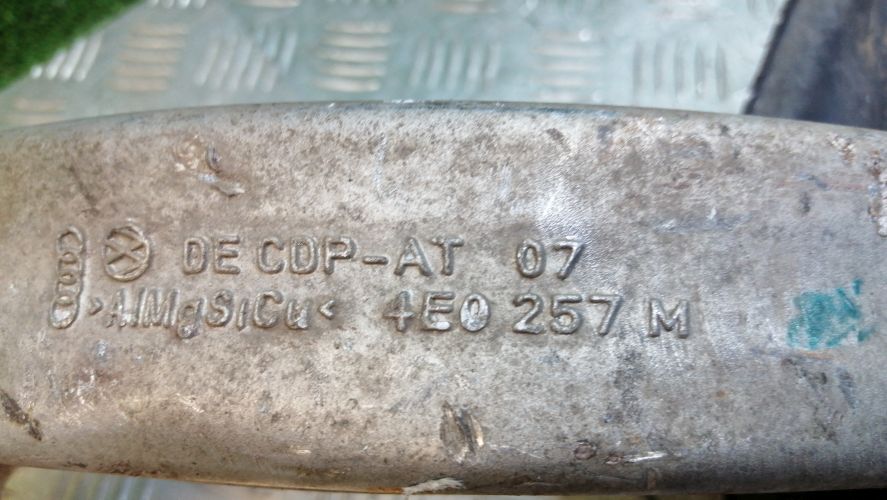 DE CDP-AT 07
>AlMgSiCu< 4E0 257 M